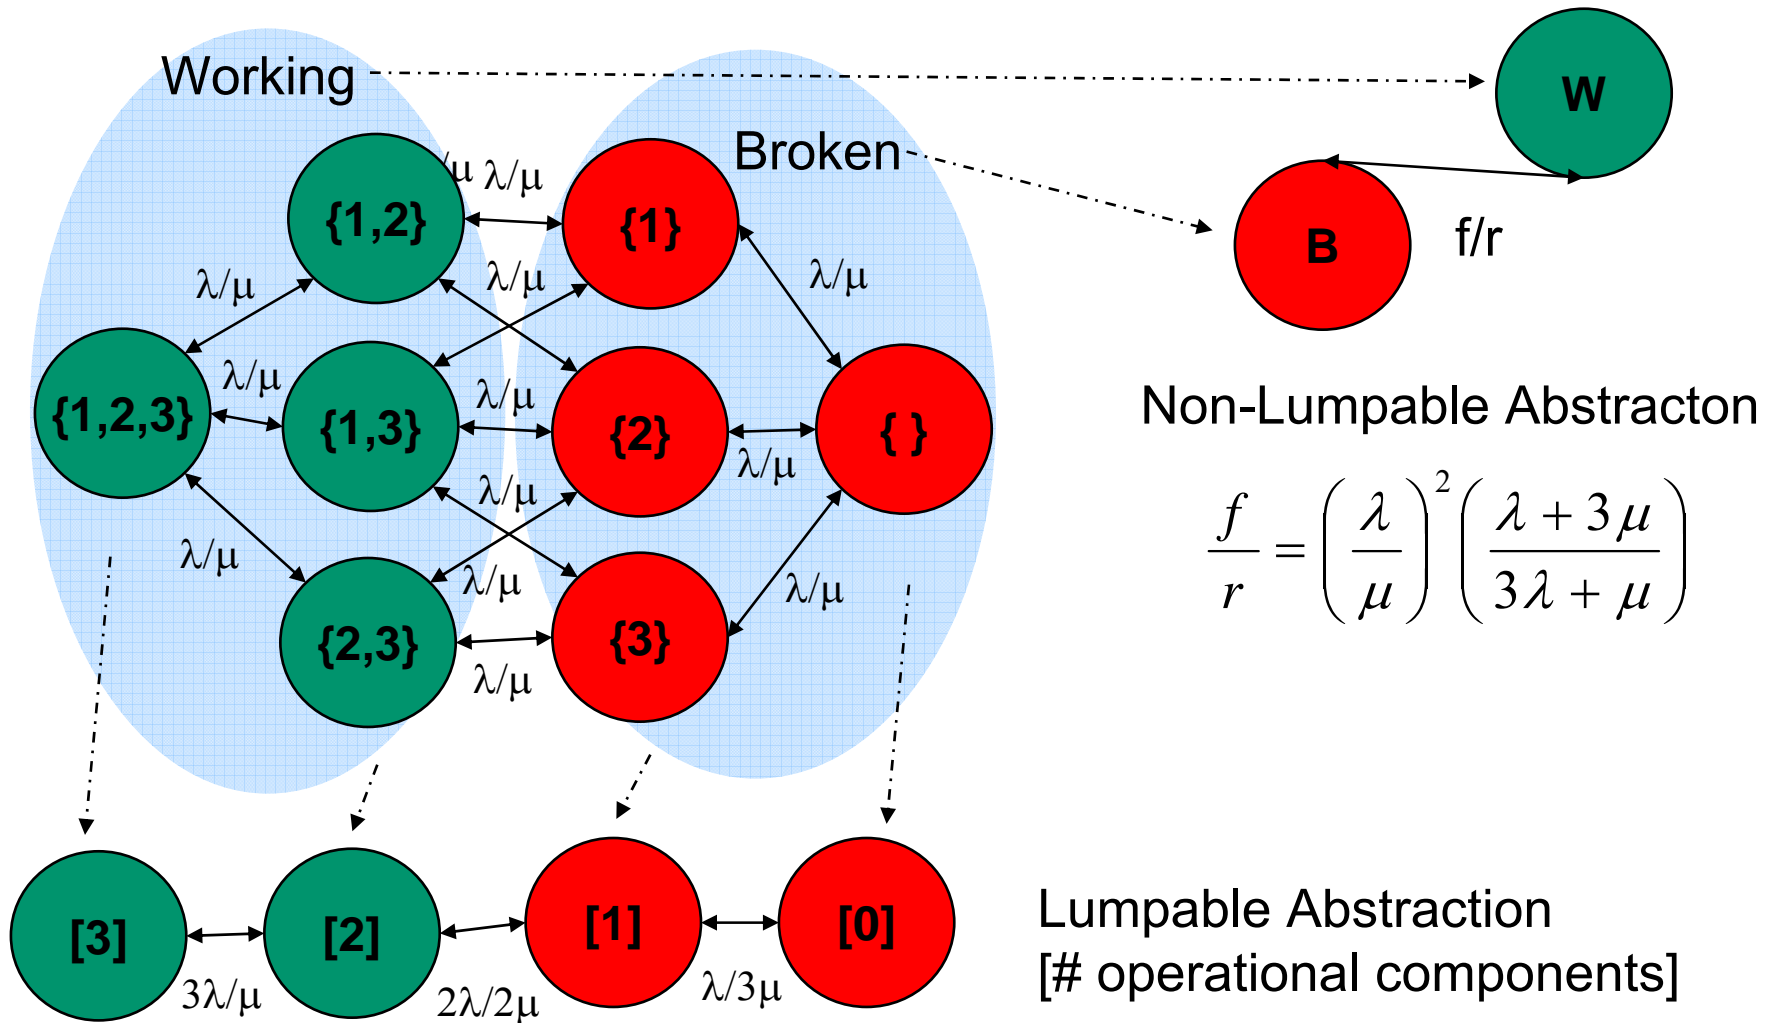 Working
W
Broken
/μ λ/μ
{1,2}
{1}
B
f/r
λ/μ
λ/μ
λ/μ
λ/μ
λ/μ
{1,2,3}
{1,3}
{2}
{ }
Non-Lumpable Abstracton
λ/μ
λ/μ
f/r = (λ/μ)² (λ + 3μ / 3λ + μ)
λ/μ
λ/μ
λ/μ
{2,3}
{3}
λ/μ
[3]
[2]
[1]
[0]
3λ/μ
2λ/2μ
λ/3μ
Lumpable Abstraction
[# operational components]